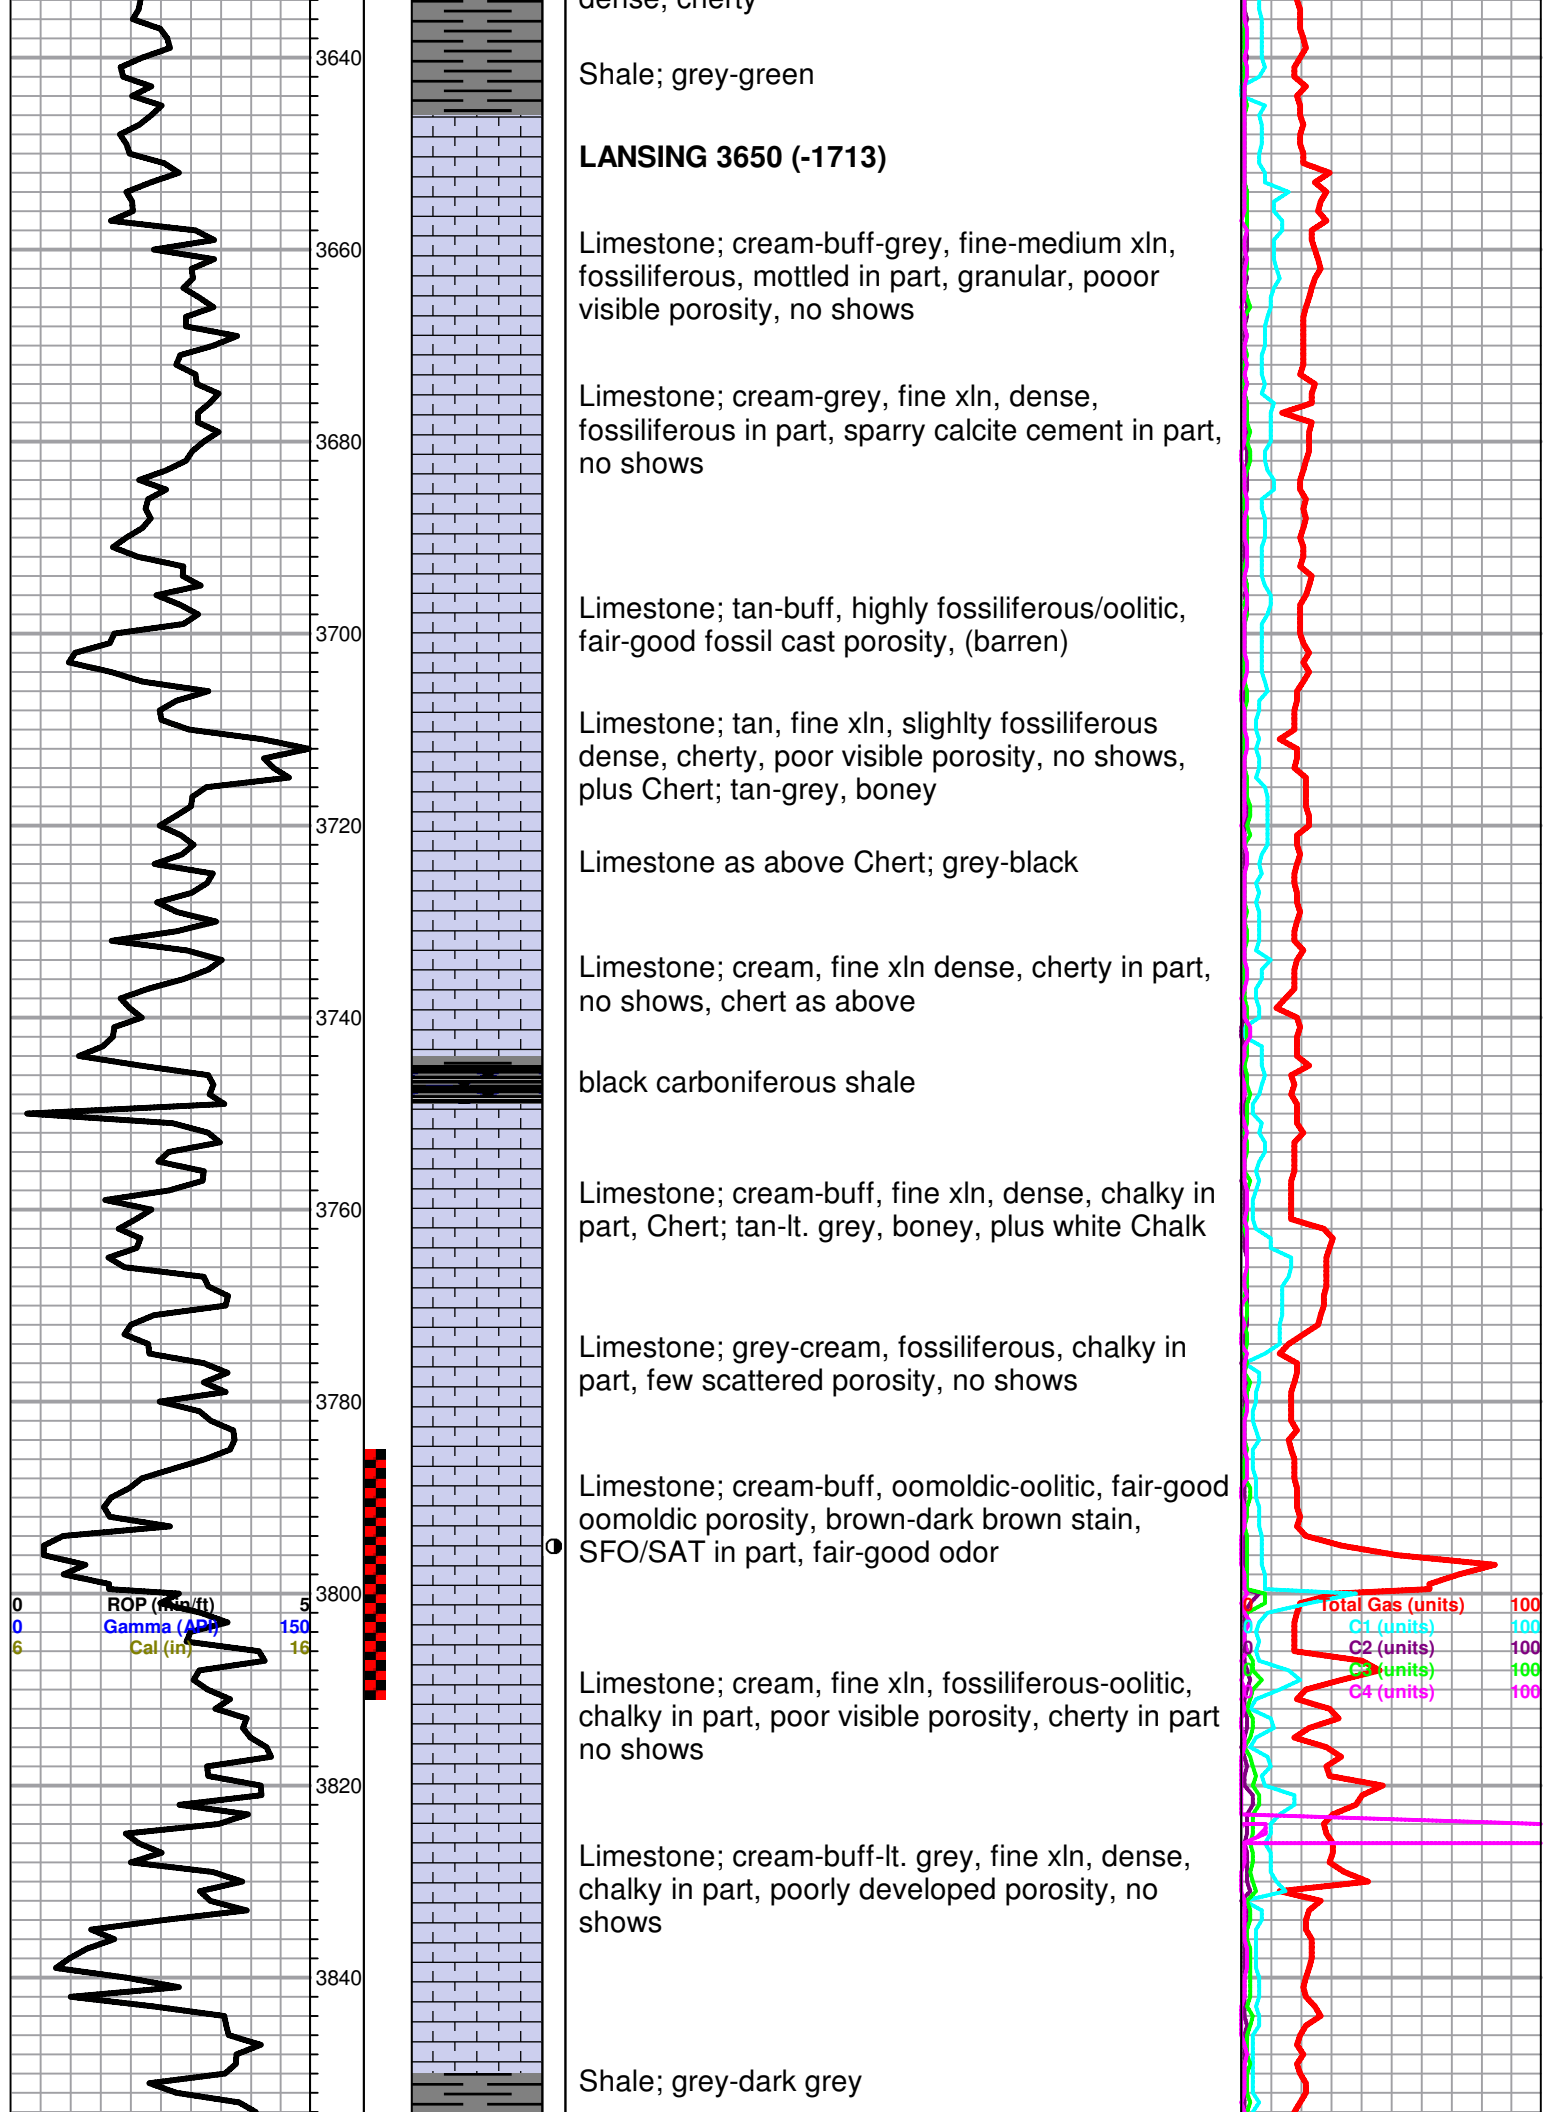 dense, cherty
3640
Shale; grey-green
LANSING 3650 (-1713)
3660
Limestone; cream-buff-grey, fine-medium xln,
fossiliferous, mottled in part, granular, pooor
visible porosity, no shows
Limestone; cream-grey, fine xln, dense,
fossiliferous in part, sparry calcite cement in part,
no shows
3680
Limestone; tan-buff, highly fossiliferous/oolitic,
fair-good fossil cast porosity, (barren)
3700
Limestone; tan, fine xln, slighlty fossiliferous
dense, cherty, poor visible porosity, no shows,
plus Chert; tan-grey, boney
3720
Limestone as above Chert; grey-black
Limestone; cream, fine xln dense, cherty in part,
no shows, chert as above
3740
black carboniferous shale
3760
Limestone; cream-buff, fine xln, dense, chalky in
part, Chert; tan-lt. grey, boney, plus white Chalk
Limestone; grey-cream, fossiliferous, chalky in
part, few scattered porosity, no shows
3780
Limestone; cream-buff, oomoldic-oolitic, fair-good
oomoldic porosity, brown-dark brown stain,
SFO/SAT in part, fair-good odor
3800
0 ROP (min/ft) 5
0 Gamma (API) 150
6 Cal (in) 16
Total Gas (units) 100
C1 (units) 100
C2 (units) 100
C3 (units) 100
C4 (units) 100
Limestone; cream, fine xln, fossiliferous-oolitic,
chalky in part, poor visible porosity, cherty in part
no shows
3820
Limestone; cream-buff-lt. grey, fine xln, dense,
chalky in part, poorly developed porosity, no
shows
3840
Shale; grey-dark grey